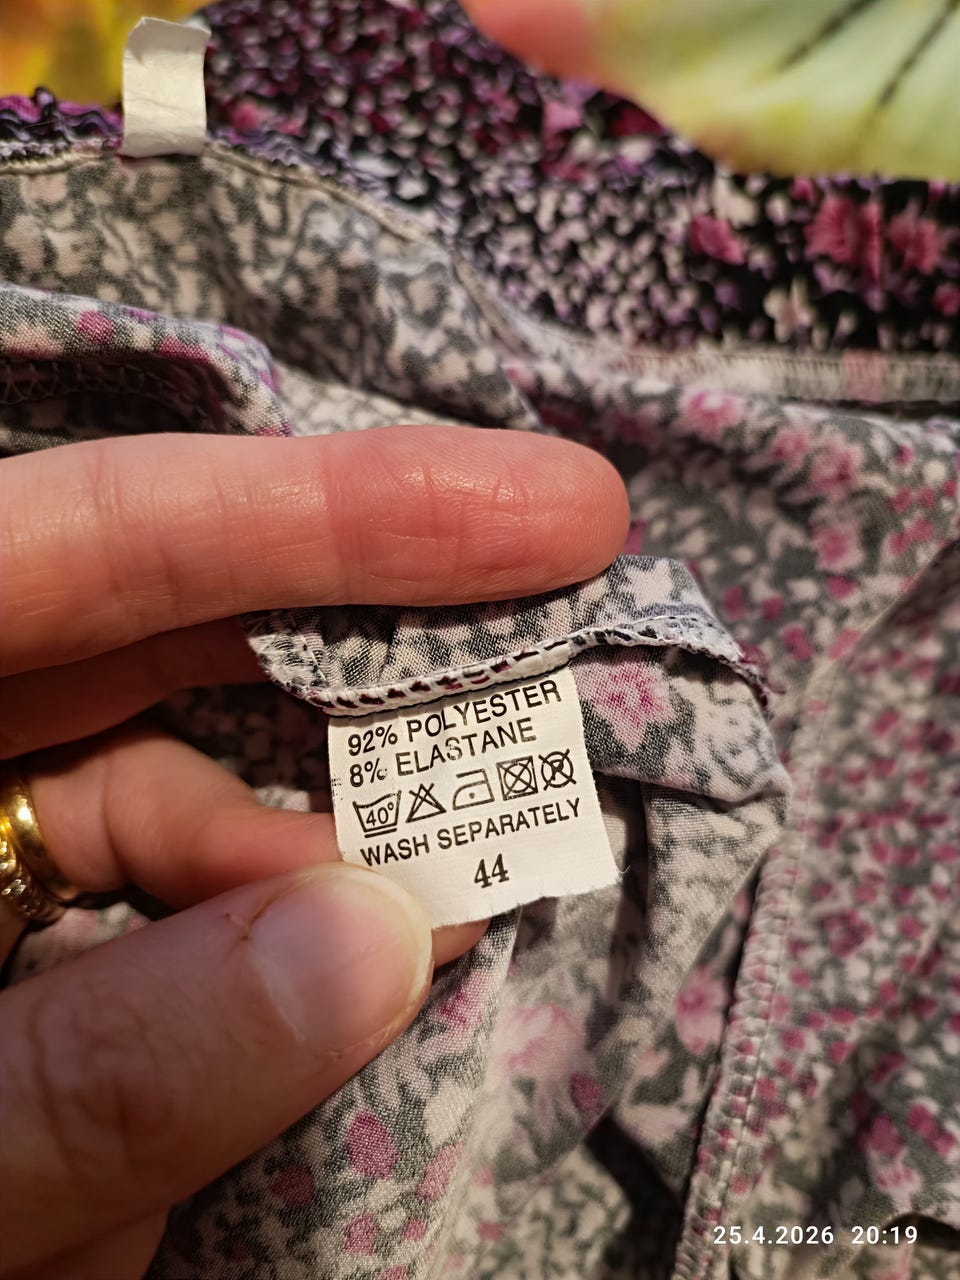 92% POLYESTER
8% ELASTANE
40°
WASH SEPARATELY
44
25.4.2026 20:19